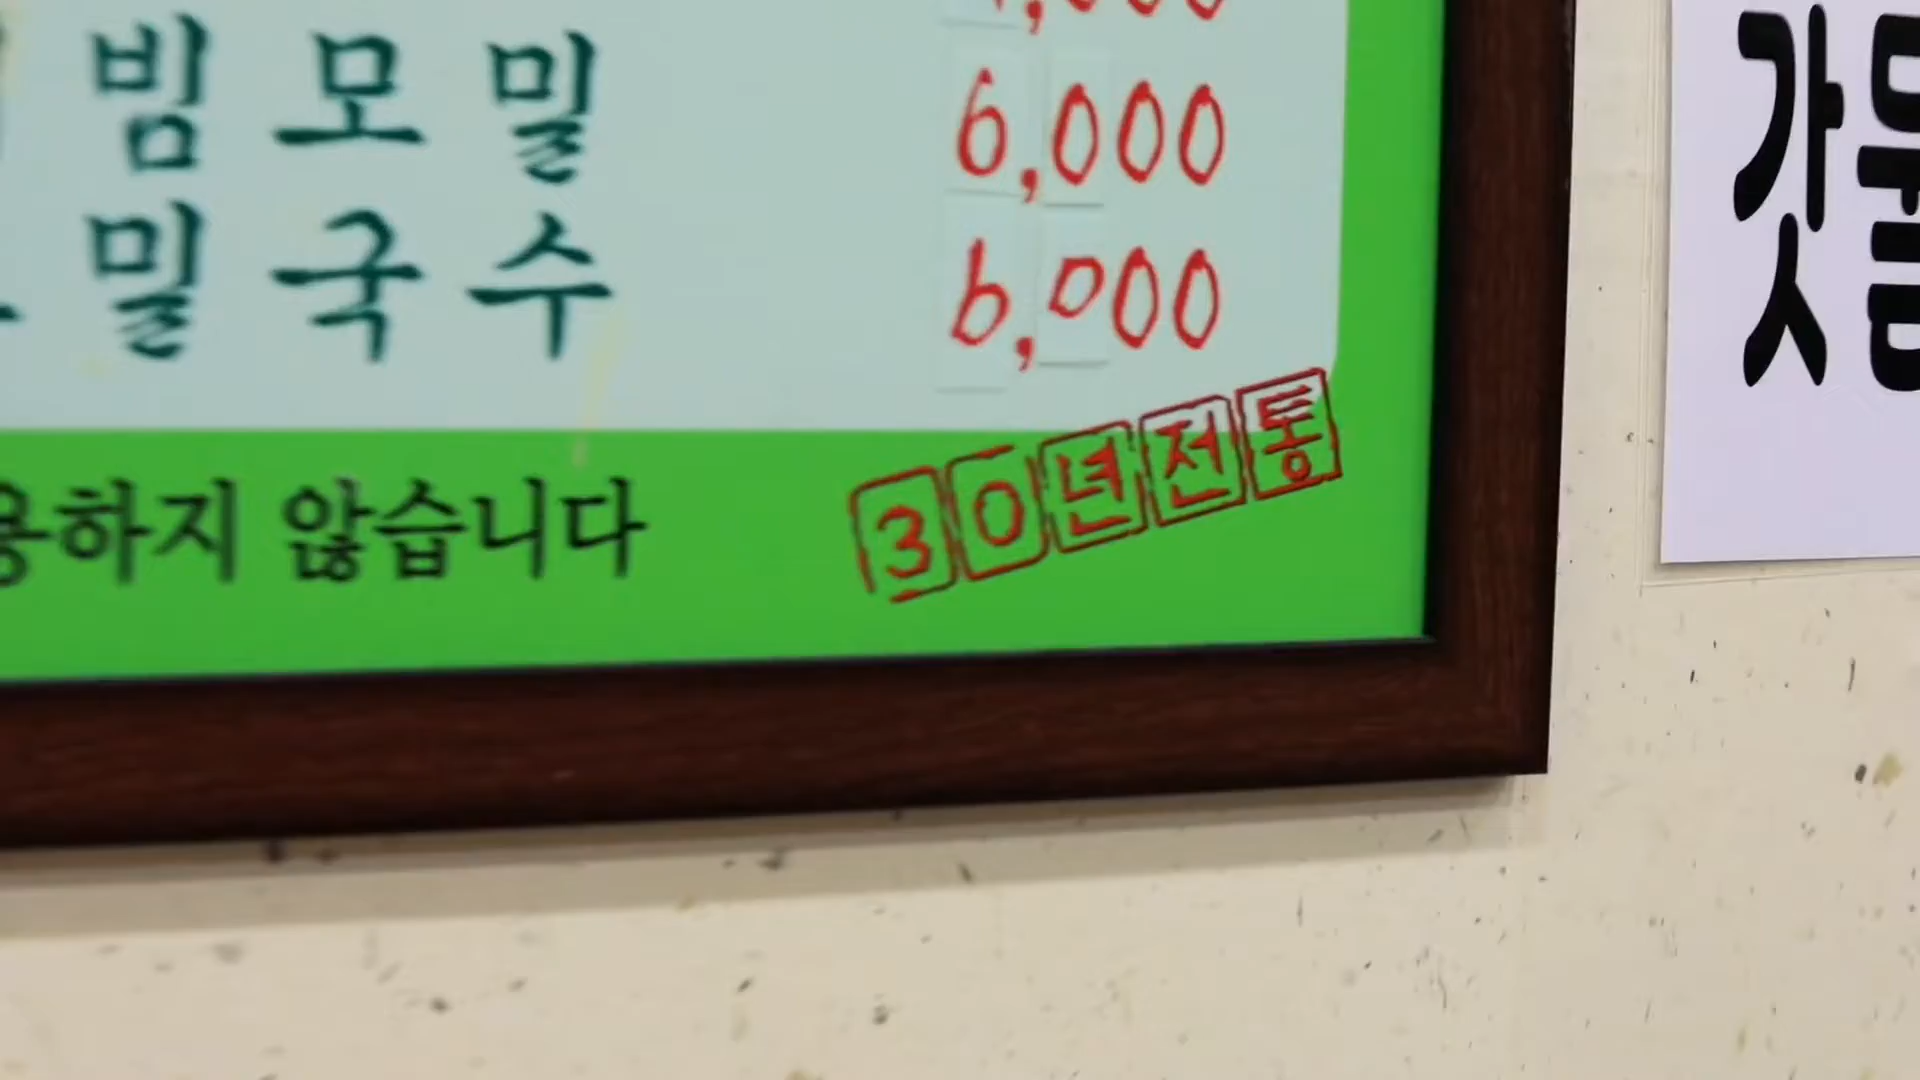 빔모밀 6,000
밀국수 6,000
하지 않습니다
30년전통
갓